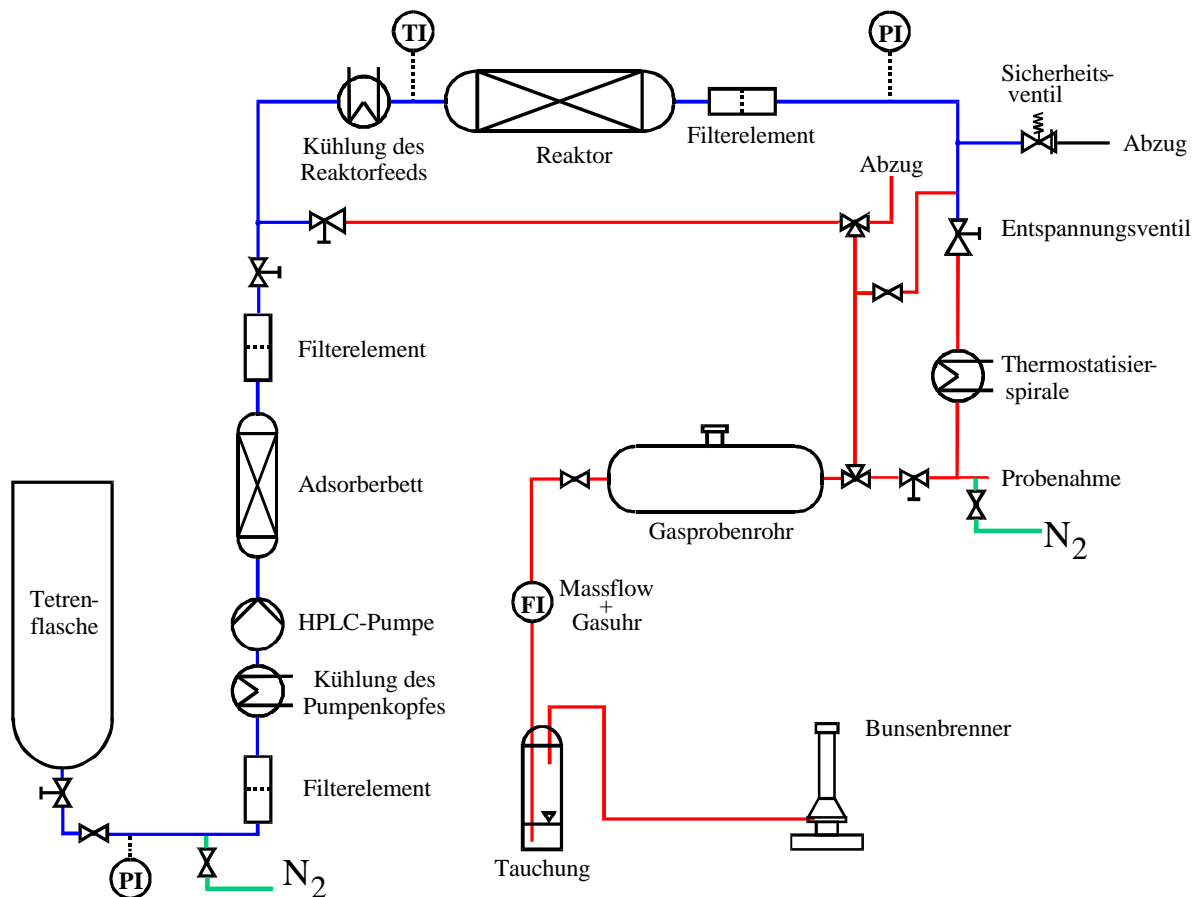 TI
PI
Sicherheits-
ventil
Kühlung des
Reaktorfeeds
Reaktor
Filterelement
Abzug
Abzug
Entspannungsventil
Filterelement
Thermostatisier-
spirale
Adsorberbett
Gasprobenrohr
Probenahme
N2
Tetren-
flasche
HPLC-Pumpe
FI
Massflow
+
Gasuhr
Kühlung des
Pumpenkopfes
Bunsenbrenner
Filterelement
Tauchung
PI
N2